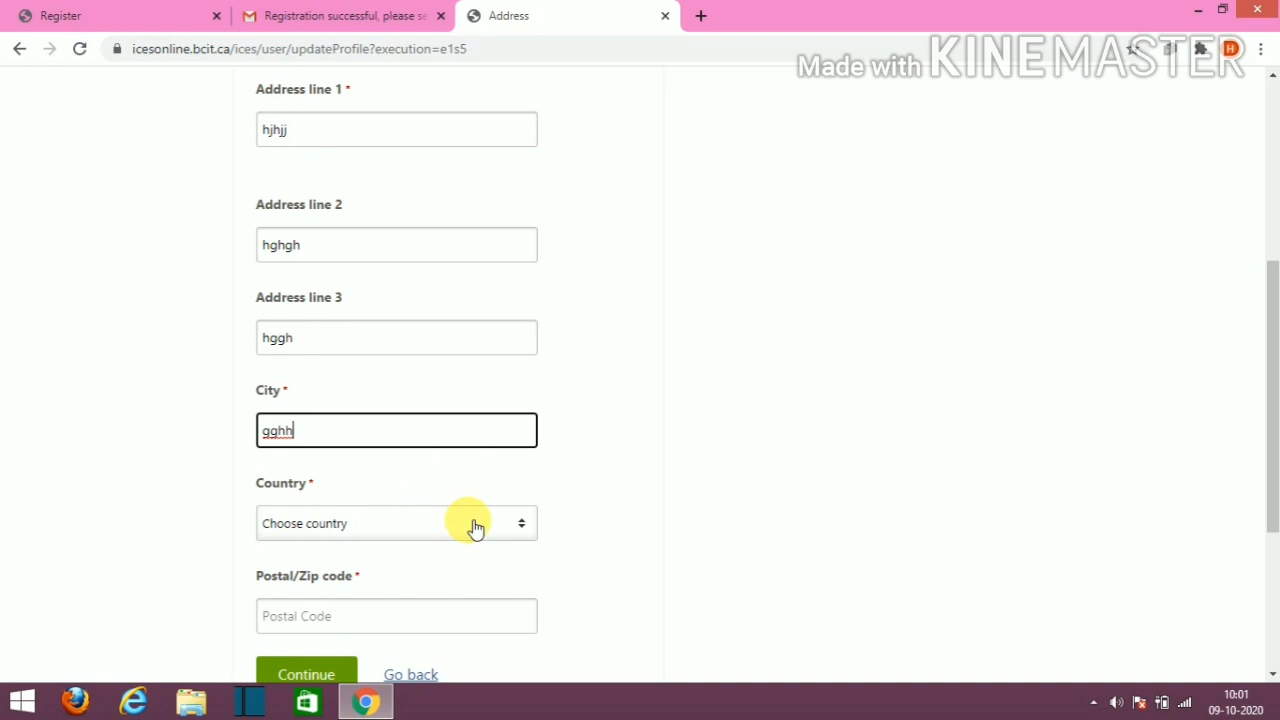 Register
Registration successful, please se
Address
icesonline.bcit.ca/ices/user/updateProfile?execution=e1s5
H
Made with KINEMASTER
Address line 1 *
hjhjj
Address line 2
hghgh
Address line 3
hggh
City *
gghh
Country *
Choose country
Postal/Zip code *
Postal Code
Continue
Go back
10:01
09-10-2020